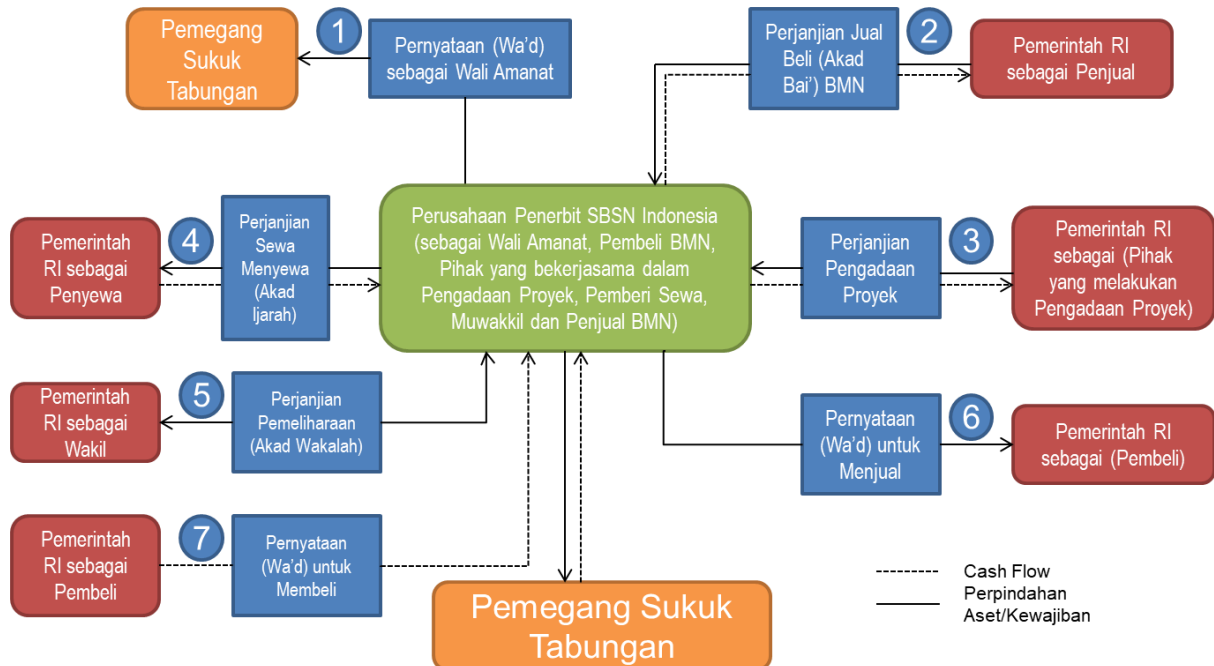 Pemegang
Sukuk
Tabungan
1
Pernyataan (Wa'd)
sebagai Wali Amanat
Perjanjian Jual
Beli (Akad
Bai') BMN
2
Pemerintah RI
sebagai Penjual
Pemerintah
RI sebagai
Penyewa
4
Perjanjian
Sewa
Menyewa
(Akad
Ijarah)
Perusahaan Penerbit SBSN Indonesia
(sebagai Wali Amanat, Pembeli BMN,
Pihak yang bekerjasama dalam
Pengadaan Proyek, Pemberi Sewa,
Muwakkil dan Penjual BMN)
Perjanjian
Pengadaan
Proyek
3
Pemerintah RI
sebagai (Pihak
yang melakukan
Pengadaan Proyek)
Pemerintah
RI sebagai
Wakil
5
Perjanjian
Pemeliharaan
(Akad Wakalah)
Pernyataan
(Wa'd) untuk
Menjual
6
Pemerintah RI
sebagai (Pembeli)
Pemerintah
RI sebagai
Pembeli
7
Pernyataan
(Wa'd) untuk
Membeli
Pemegang Sukuk
Tabungan
Cash Flow
Perpindahan
Aset/Kewajiban